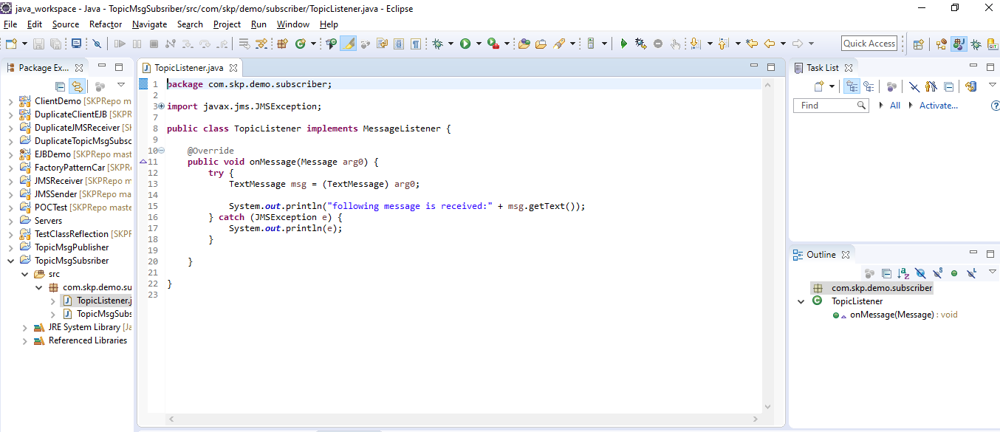 java_workspace - Java - TopicMsgSubsriber/src/com/skp/demo/subscriber/TopicListener.java - Eclipse
File Edit Source Refactor Navigate Search Project Run Window Help
Quick Access
Package Ex...
ClientDemo [SKPRepo m
DuplicateClientEJB [SKPR
DuplicateJMSReceiver [SK
DuplicateTopicMsgSubsc
EJBDemo [SKPRepo mast
FactoryPatternCar [SKPR
JMSReceiver [SKPRepo m
JMSSender [SKPRepo ma
POCTest [SKPRepo maste
Servers
TestClassReflection [SKPR
TopicMsgPublisher
TopicMsgSubsriber
src
com.skp.demo.su
TopicListener.j
TopicMsgSubs
JRE System Library [Ja
Referenced Libraries
TopicListener.java
1 package com.skp.demo.subscriber;
2
3 import javax.jms.JMSException;
7
8 public class TopicListener implements MessageListener {
9
10 @Override
11 public void onMessage(Message arg0) {
12 try {
13 TextMessage msg = (TextMessage) arg0;
14
15 System.out.println("following message is received:" + msg.getText());
16 } catch (JMSException e) {
17 System.out.println(e);
18 }
19
20 }
21
22 }
23
Task List
Find All Activate...
Outline
com.skp.demo.subscriber
TopicListener
onMessage(Message) : void